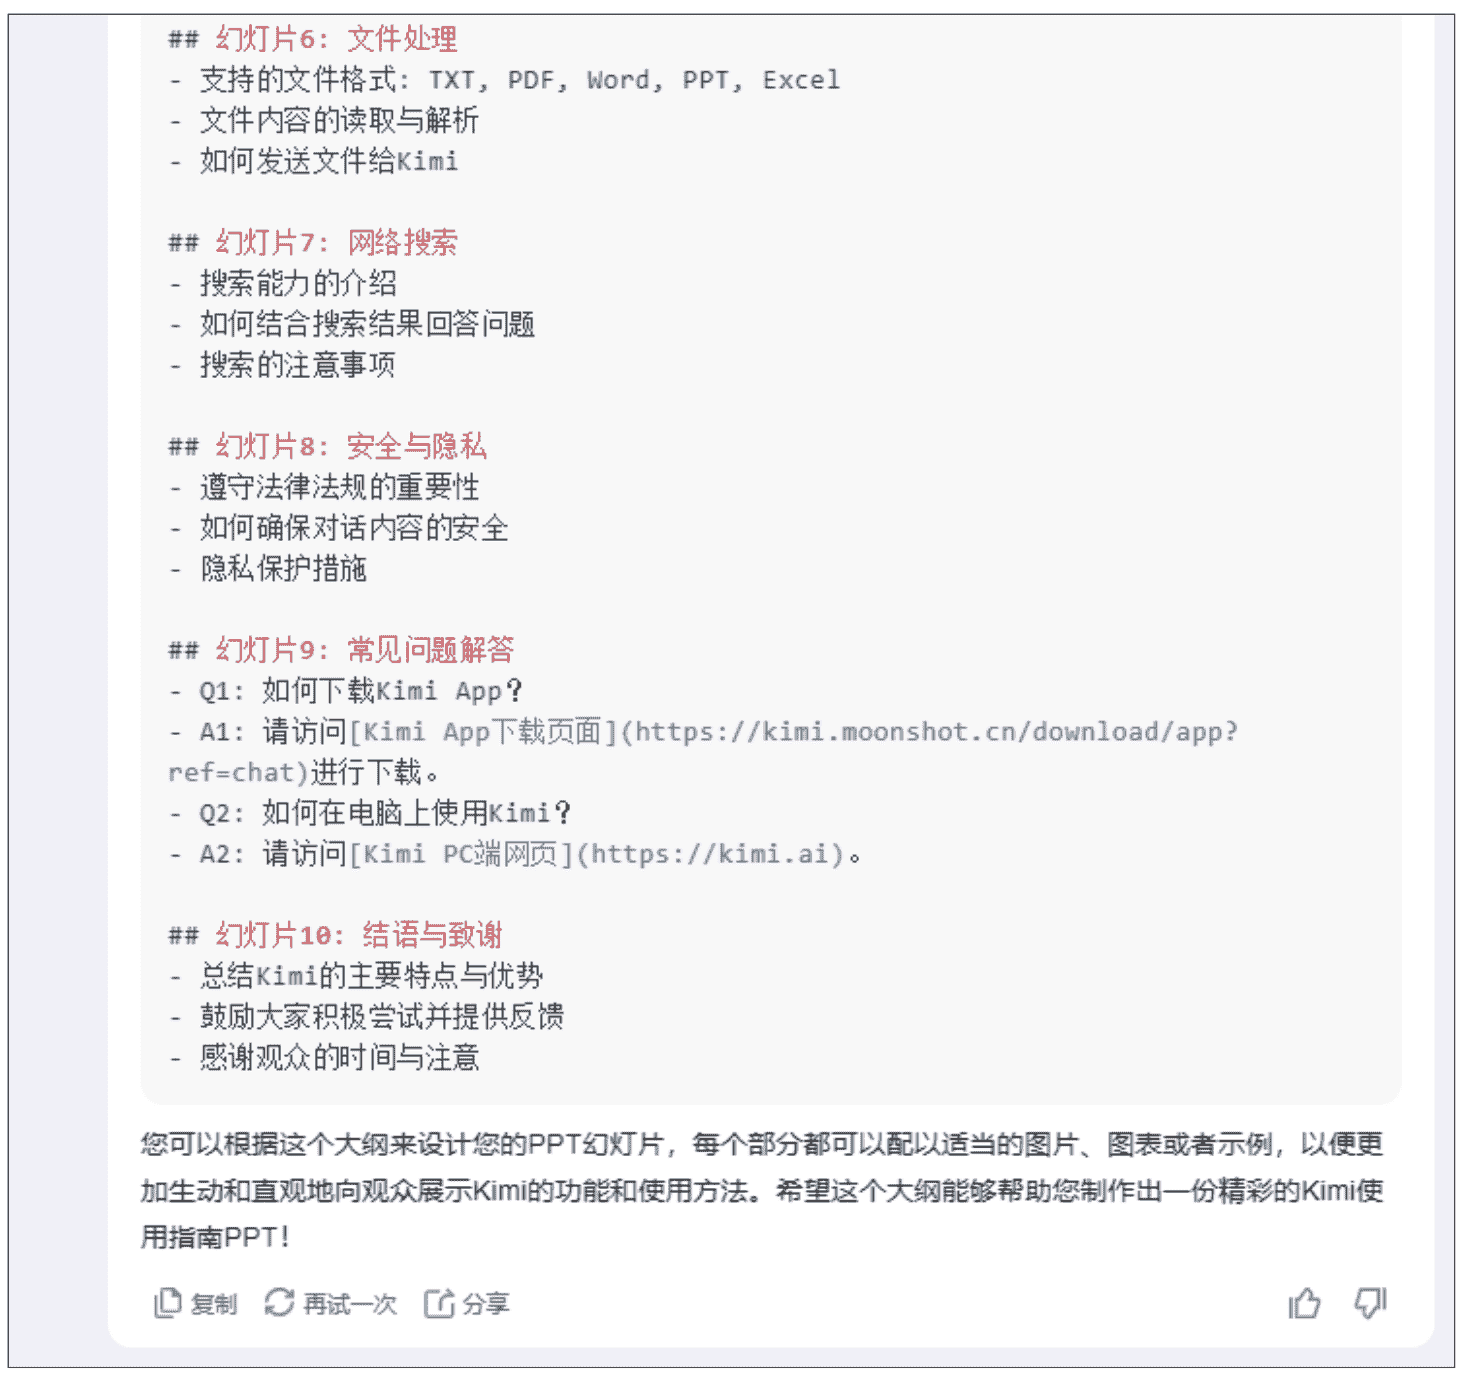 ## 幻灯片6: 文件处理
- 支持的文件格式: TXT, PDF, Word, PPT, Excel
- 文件内容的读取与解析
- 如何发送文件给Kimi
## 幻灯片7: 网络搜索
- 搜索能力的介绍
- 如何结合搜索结果回答问题
- 搜索的注意事项
## 幻灯片8: 安全与隐私
- 遵守法律法规的重要性
- 如何确保对话内容的安全
- 隐私保护措施
## 幻灯片9: 常见问题解答
- Q1: 如何下载Kimi App？
- A1: 请访问[Kimi App下载页面](https://kimi.moonshot.cn/download/app?
ref=chat)进行下载。
- Q2: 如何在电脑上使用Kimi？
- A2: 请访问[Kimi PC端网页](https://kimi.ai)。
## 幻灯片10: 结语与致谢
- 总结Kimi的主要特点与优势
- 鼓励大家积极尝试并提供反馈
- 感谢观众的时间与注意
您可以根据这个大纲来设计您的PPT幻灯片，每个部分都可以配以适当的图片、图表或者示例，以便更
加生动和直观地向观众展示Kimi的功能和使用方法。希望这个大纲能够帮助您制作出一份精彩的Kimi使
用指南PPT！
复制 再试一次 分享